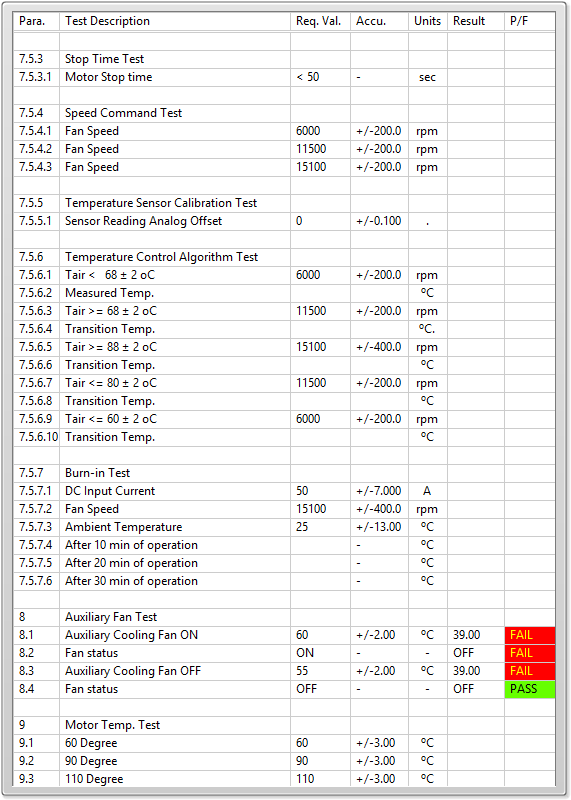 Para. Test Description Req. Val. Accu. Units Result P/F
7.5.3 Stop Time Test
7.5.3.1 Motor Stop time < 50 - sec
7.5.4 Speed Command Test
7.5.4.1 Fan Speed 6000 +/-200.0 rpm
7.5.4.2 Fan Speed 11500 +/-200.0 rpm
7.5.4.3 Fan Speed 15100 +/-200.0 rpm
7.5.5 Temperature Sensor Calibration Test
7.5.5.1 Sensor Reading Analog Offset 0 +/-0.100 .
7.5.6 Temperature Control Algorithm Test
7.5.6.1 Tair < 68 ± 2 oC 6000 +/-200.0 rpm
7.5.6.2 Measured Temp. ºC
7.5.6.3 Tair >= 68 ± 2 oC 11500 +/-200.0 rpm
7.5.6.4 Transition Temp. ºC.
7.5.6.5 Tair >= 88 ± 2 oC 15100 +/-400.0 rpm
7.5.6.6 Transition Temp. ºC
7.5.6.7 Tair <= 80 ± 2 oC 11500 +/-200.0 rpm
7.5.6.8 Transition Temp. ºC
7.5.6.9 Tair <= 60 ± 2 oC 6000 +/-200.0 rpm
7.5.6.10 Transition Temp. ºC
7.5.7 Burn-in Test
7.5.7.1 DC Input Current 50 +/-7.000 A
7.5.7.2 Fan Speed 15100 +/-400.0 rpm
7.5.7.3 Ambient Temperature 25 +/-13.00 ºC
7.5.7.4 After 10 min of operation - ºC
7.5.7.5 After 20 min of operation - ºC
7.5.7.6 After 30 min of operation - ºC
8 Auxiliary Fan Test
8.1 Auxiliary Cooling Fan ON 60 +/-2.00 ºC 39.00 FAIL
8.2 Fan status ON - - OFF FAIL
8.3 Auxiliary Cooling Fan OFF 55 +/-2.00 ºC 39.00 FAIL
8.4 Fan status OFF - - OFF PASS
9 Motor Temp. Test
9.1 60 Degree 60 +/-3.00 ºC
9.2 90 Degree 90 +/-3.00 ºC
9.3 110 Degree 110 +/-3.00 ºC